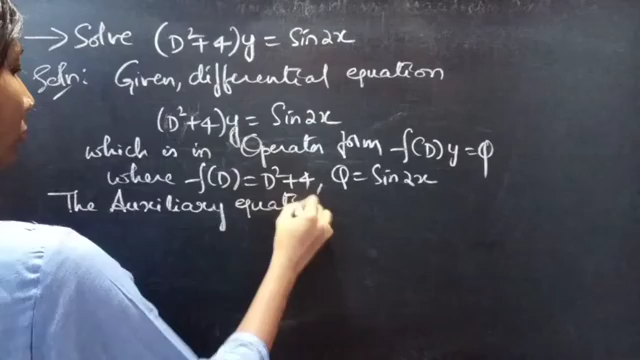 → Solve (D²+4)y = Sin2x
Soln: Given, differential equation
(D²+4)y = Sin2x
which is in Operator form f(D)y = Q
where f(D) = D²+4, Q = Sin2x
The Auxiliary equat